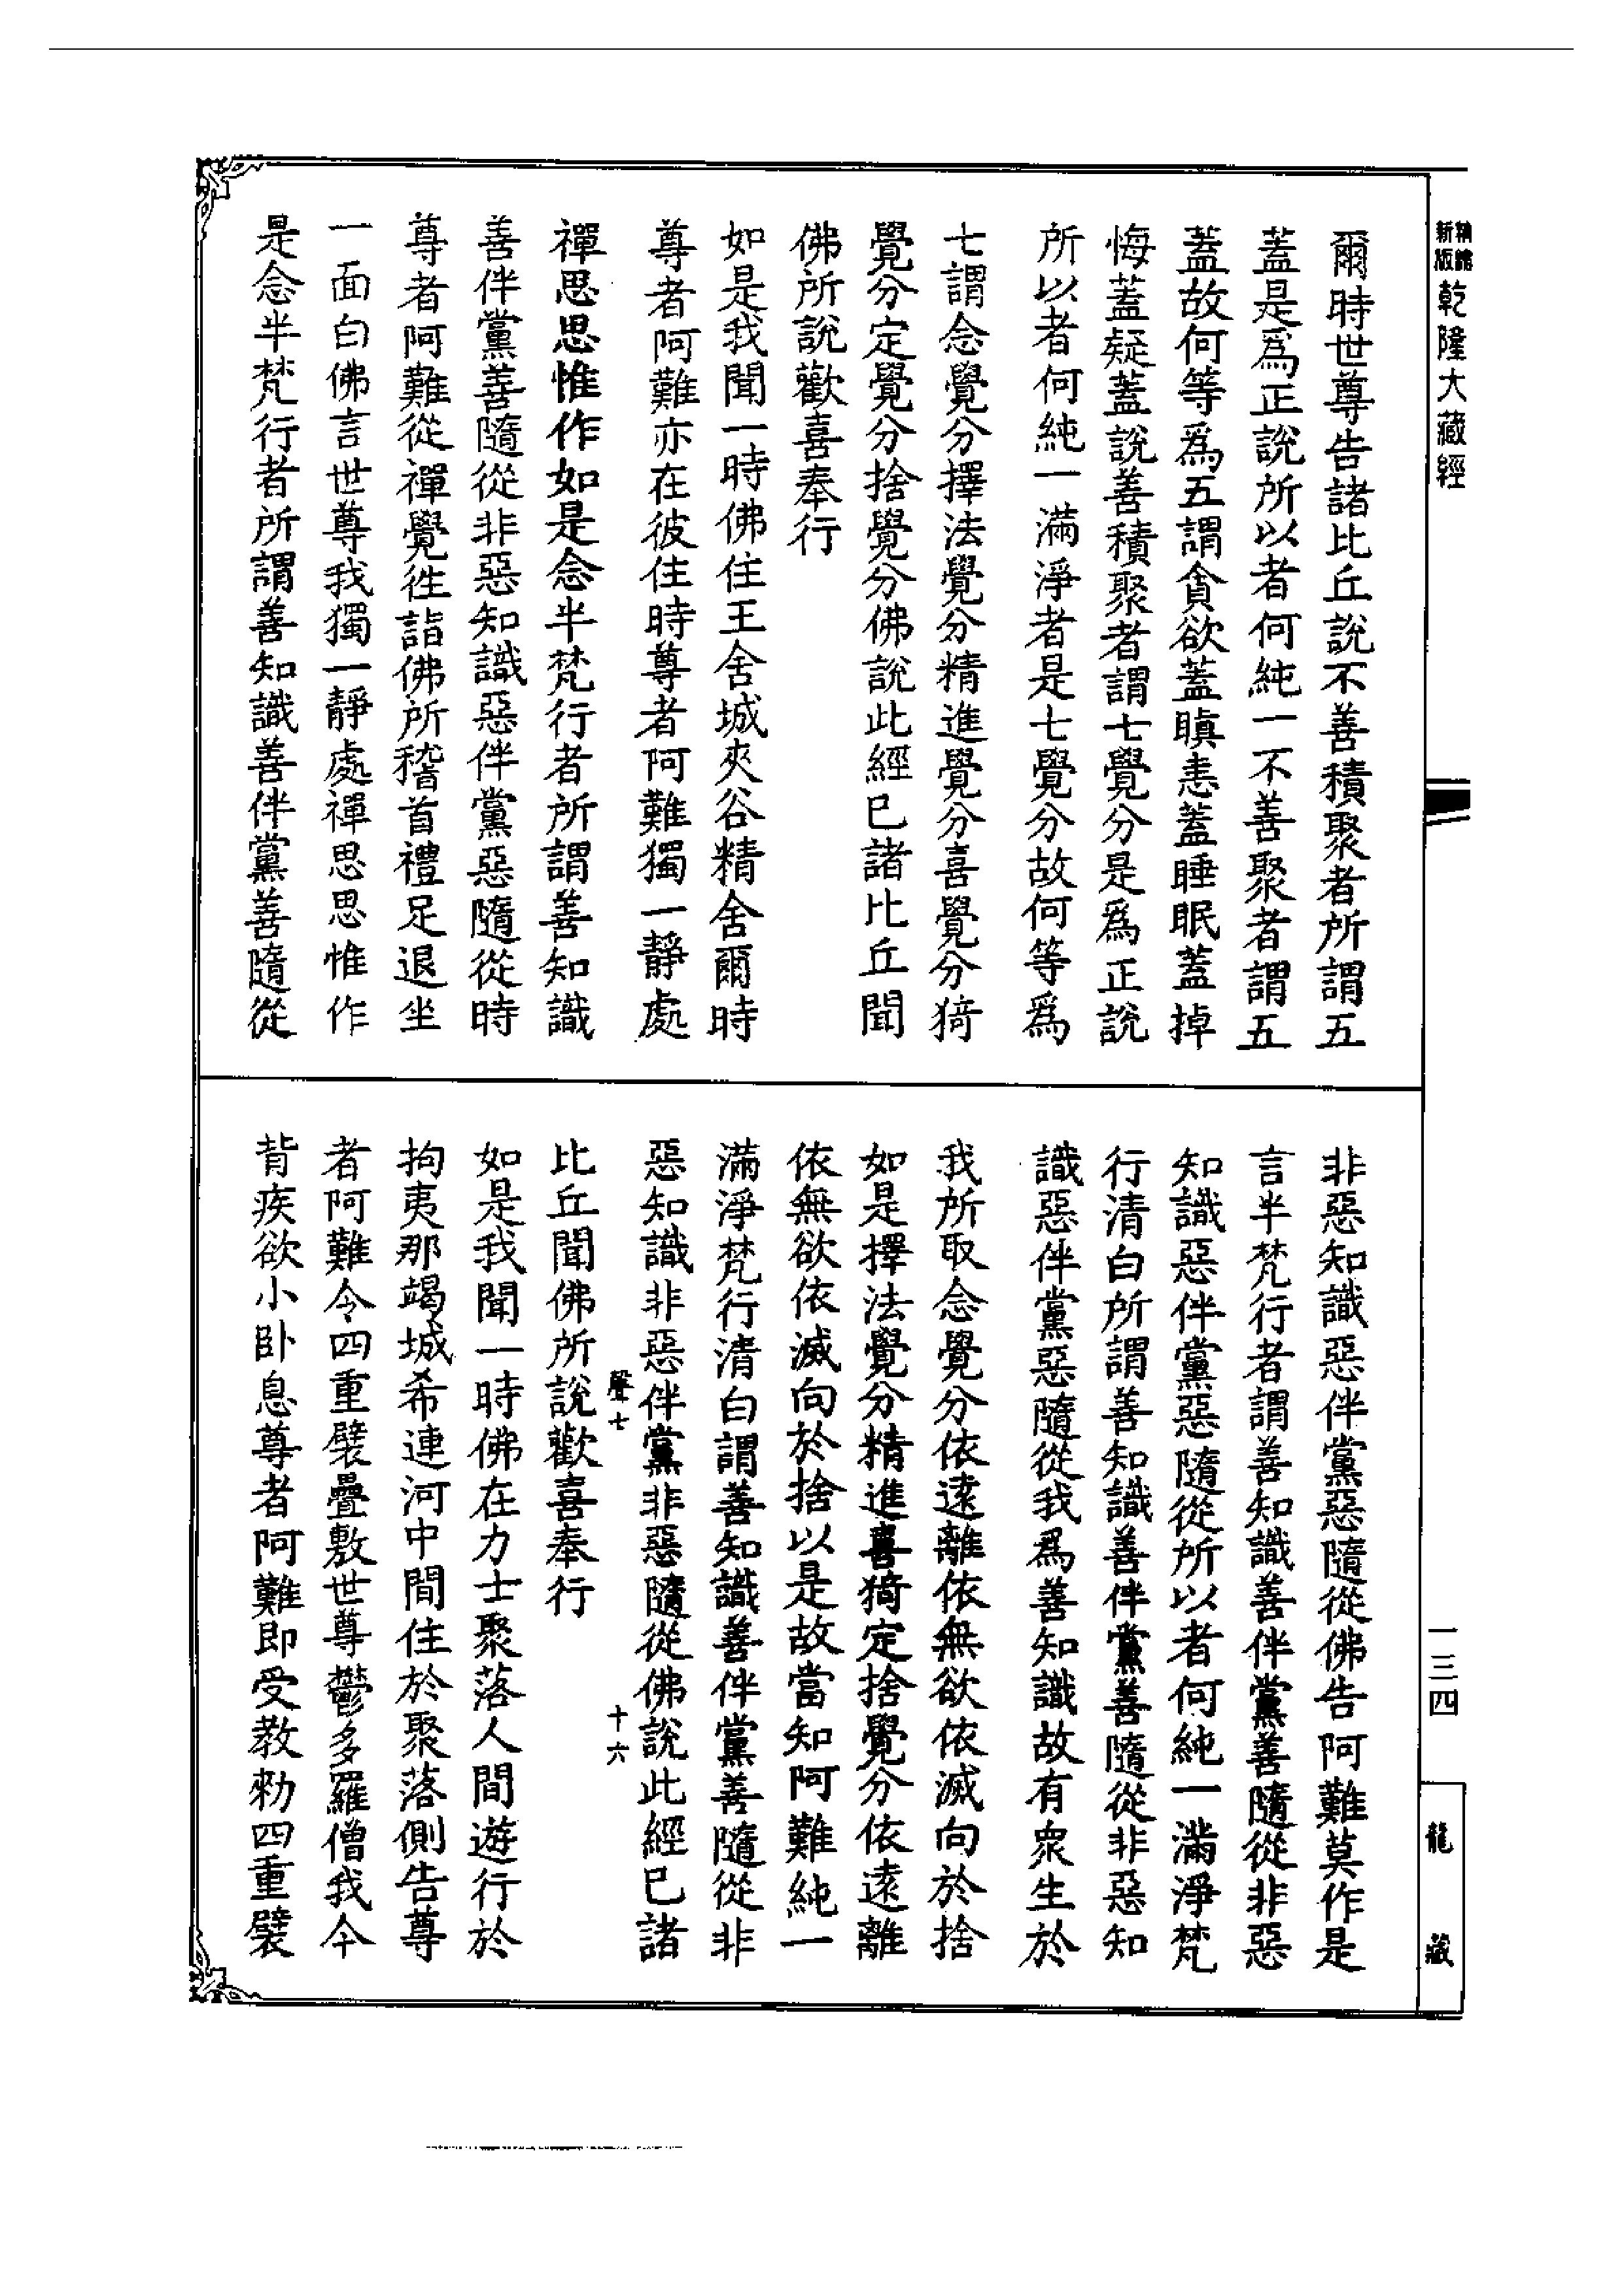 新版
精編
乾隆大藏經
爾時世尊告諸比丘說不善積聚者所謂五
蓋是爲正說所以者何純一不善聚者謂五
蓋故何等爲五謂貪欲蓋瞋恚蓋睡眠蓋掉
悔蓋疑蓋說善積聚者謂七覺分是爲正說
所以者何純一滿淨者是七覺分故何等爲
七謂念覺分擇法覺分精進覺分喜覺分猗
覺分定覺分捨覺分佛說此經已諸比丘聞
佛所說歡喜奉行
如是我聞一時佛住王舍城夾谷精舍爾時
尊者阿難亦在彼住時尊者阿難獨一靜處
禪思思惟作如是念半梵行者所謂善知識
善伴黨善隨從非惡知識惡伴黨惡隨從時
尊者阿難從禪覺徃詣佛所稽首禮足退坐
一面白佛言世尊我獨一靜處禪思思惟作
是念半梵行者所謂善知識善伴黨善隨從
非惡知識惡伴黨惡隨從佛告阿難莫作是
言半梵行者謂善知識善伴黨善隨從非惡
知識惡伴黨惡隨從所以者何純一滿淨梵
行清白所謂善知識善伴黨善隨從非惡知
識惡伴黨惡隨從我爲善知識故有眾生於
我所取念覺分依遠離依無欲依滅向於捨
如是擇法覺分精進喜猗定捨覺分依遠離
依無欲依滅向於捨以是故當知阿難純一
滿淨梵行清白謂善知識善伴黨善隨從非
惡知識非惡伴黨非惡隨從佛說此經已諸
聲七 十六
比丘聞佛所說歡喜奉行
如是我聞一時佛在力士聚落人間遊行於
拘夷那竭城希連河中間住於聚落側告尊
者阿難令四重襞疊敷世尊鬱多羅僧我今
背疾欲小卧息尊者阿難即受教勑四重襞
一三四
龍藏